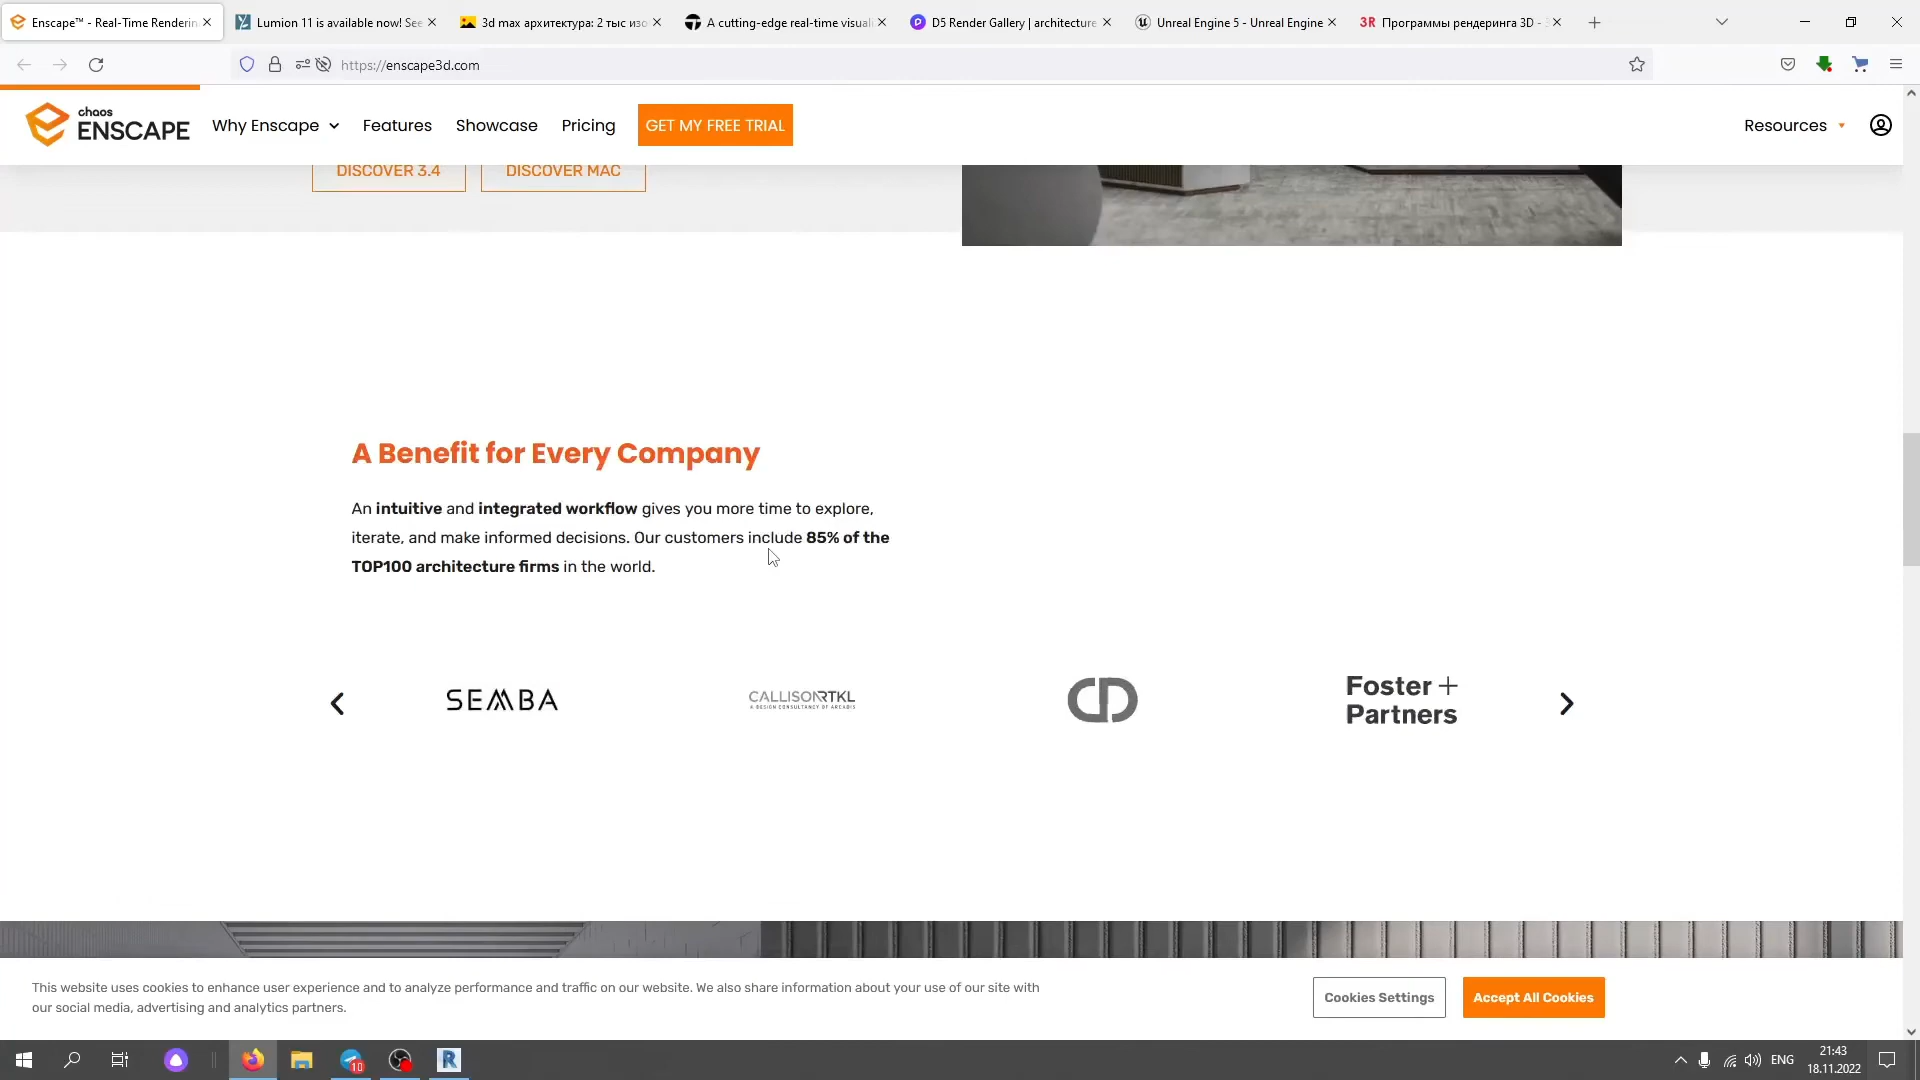 Enscape™ - Real-Time Renderin
Lumion 11 is available now! See
3d max архитектура: 2 тыс изо
A cutting-edge real-time visuali
D5 Render Gallery | architecture
Unreal Engine 5 - Unreal Engine
3R Программы рендеринга 3D -
https://enscape3d.com
chaos
ENSCAPE
Why Enscape
Features
Showcase
Pricing
GET MY FREE TRIAL
Resources
DISCOVER 3.4
DISCOVER MAC
A Benefit for Every Company
An intuitive and integrated workflow gives you more time to explore,
iterate, and make informed decisions. Our customers include 85% of the
TOP100 architecture firms in the world.
SEMBA
CALLISONRTKL
A DESIGN CONSULTANCY OF ARCADIS
CD
Foster +
Partners
This website uses cookies to enhance user experience and to analyze performance and traffic on our website. We also share information about your use of our site with
our social media, advertising and analytics partners.
Cookies Settings
Accept All Cookies
10
R
ENG
21:43
18.11.2022